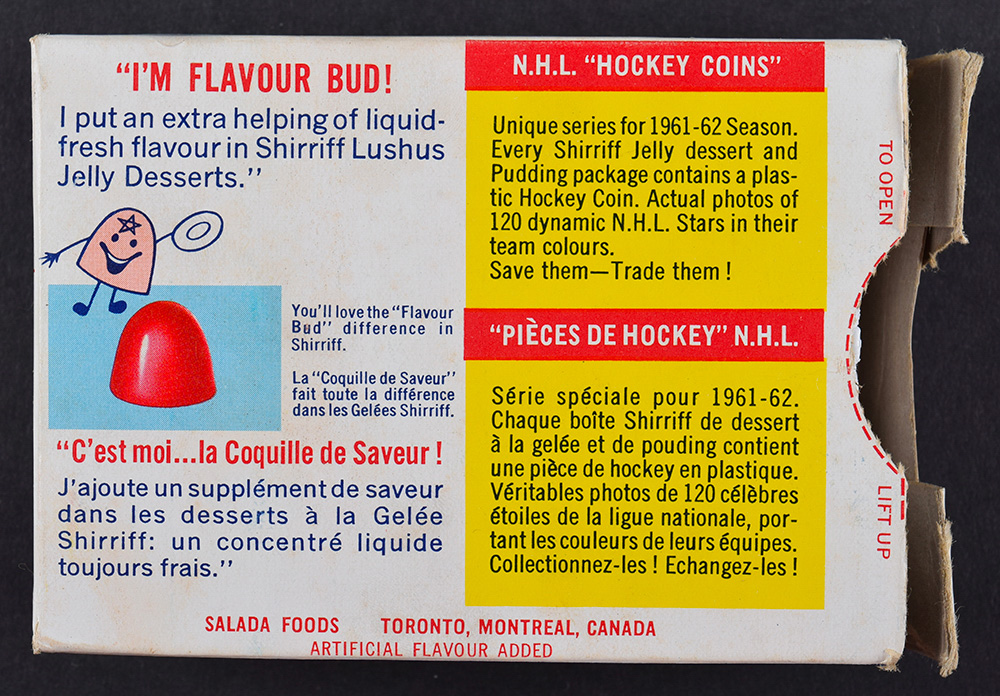 "I'M FLAVOUR BUD!
I put an extra helping of liquid-
fresh flavour in Shirriff Lushus
Jelly Desserts."
You'll love the "Flavour
Bud" difference in
Shirriff.
La "Coquille de Saveur"
fait toute la différence
dans les Gelées Shirriff.
"C'est moi...la Coquille de Saveur !
J'ajoute un supplément de saveur
dans les desserts à la Gelée
Shirriff: un concentré liquide
toujours frais."
N.H.L. "HOCKEY COINS"
Unique series for 1961-62 Season.
Every Shirriff Jelly dessert and
Pudding package contains a plas-
tic Hockey Coin. Actual photos of
120 dynamic N.H.L. Stars in their
team colours.
Save them—Trade them !
"PIÈCES DE HOCKEY" N.H.L.
Série spéciale pour 1961-62.
Chaque boîte Shirriff de dessert
à la gelée et de pouding contient
une pièce de hockey en plastique.
Véritables photos de 120 célèbres
étoiles de la ligue nationale, por-
tant les couleurs de leurs équipes.
Collectionnez-les ! Echangez-les !
TO OPEN
LIFT UP
SALADA FOODS TORONTO, MONTREAL, CANADA
ARTIFICIAL FLAVOUR ADDED